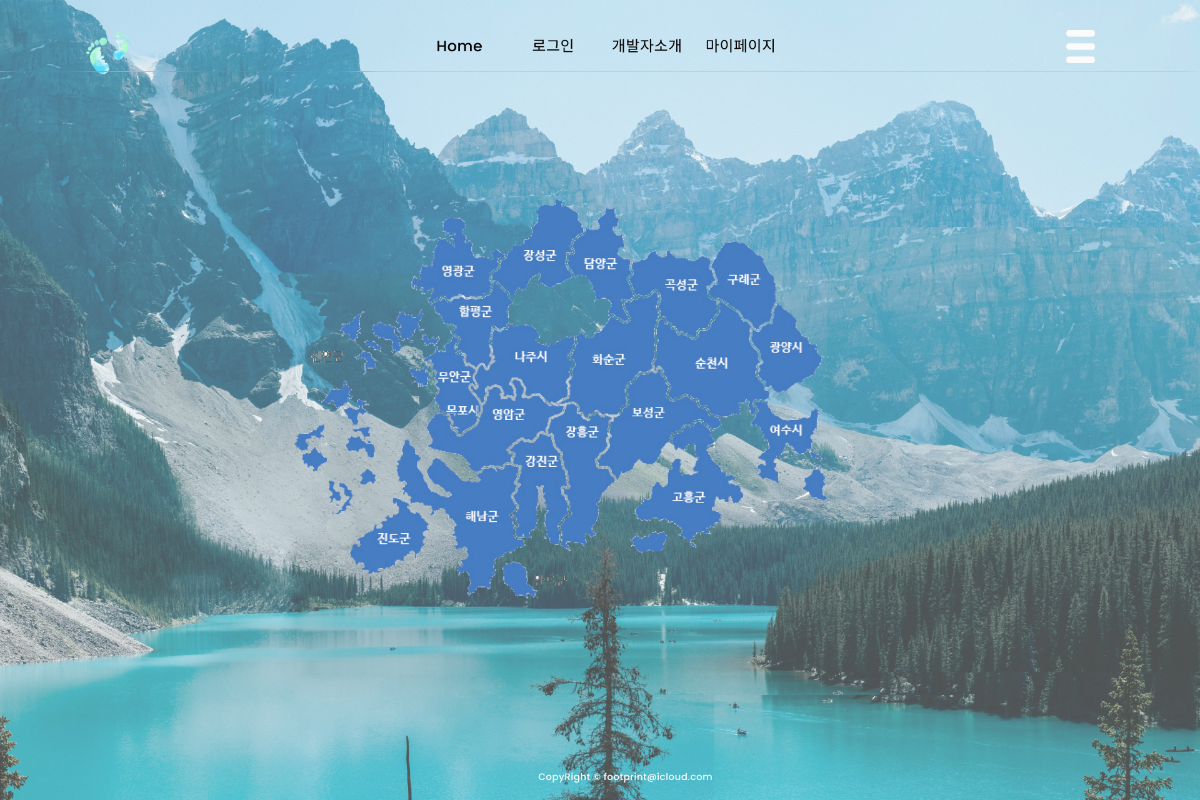 Home 로그인 개발자소개 마이페이지
장성군
담양군
영광군
곡성군
구례군
함평군
광양시
나주시
화순군
순천시
무안군
목포시
영암군
보성군
장흥군
여수시
강진군
고흥군
해남군
진도군
CopyRight © footprint@icloud.com